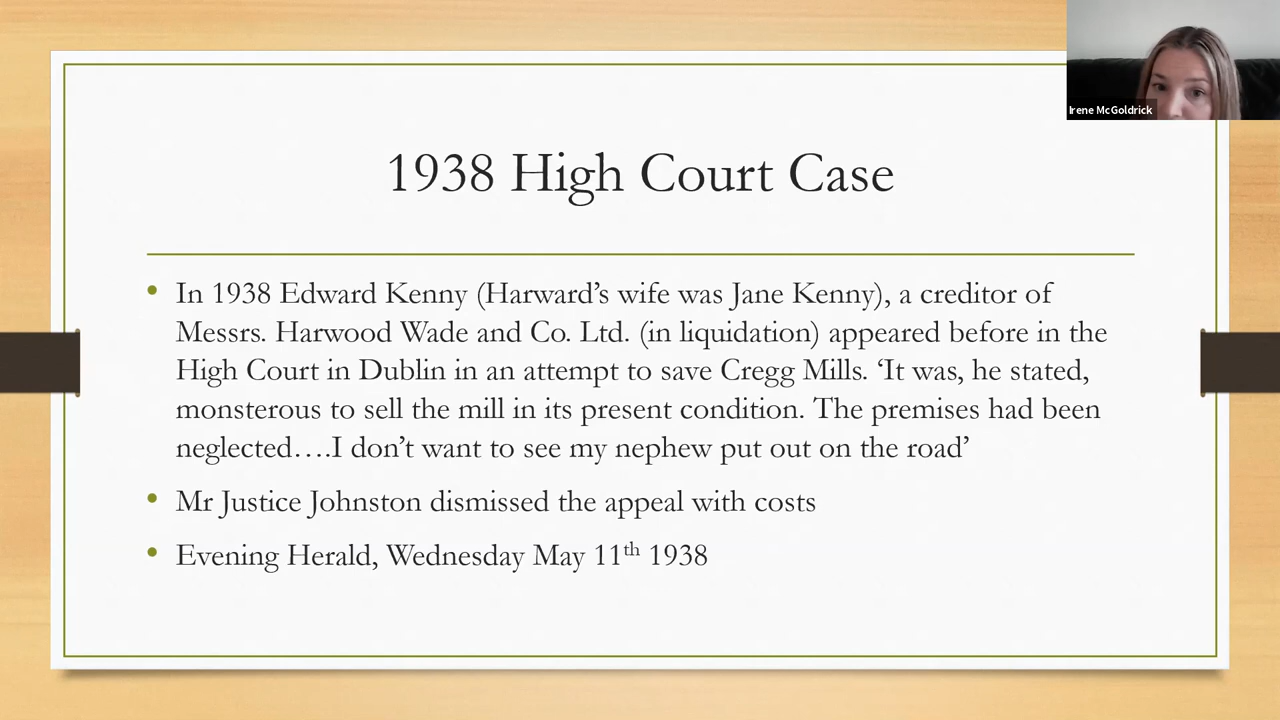 Irene McGoldrick
1938 High Court Case
• In 1938 Edward Kenny (Harward’s wife was Jane Kenny), a creditor of
Messrs. Harwood Wade and Co. Ltd. (in liquidation) appeared before in the
High Court in Dublin in an attempt to save Cregg Mills. ‘It was, he stated,
monsterous to sell the mill in its present condition. The premises had been
neglected….I don’t want to see my nephew put out on the road’
• Mr Justice Johnston dismissed the appeal with costs
• Evening Herald, Wednesday May 11th 1938